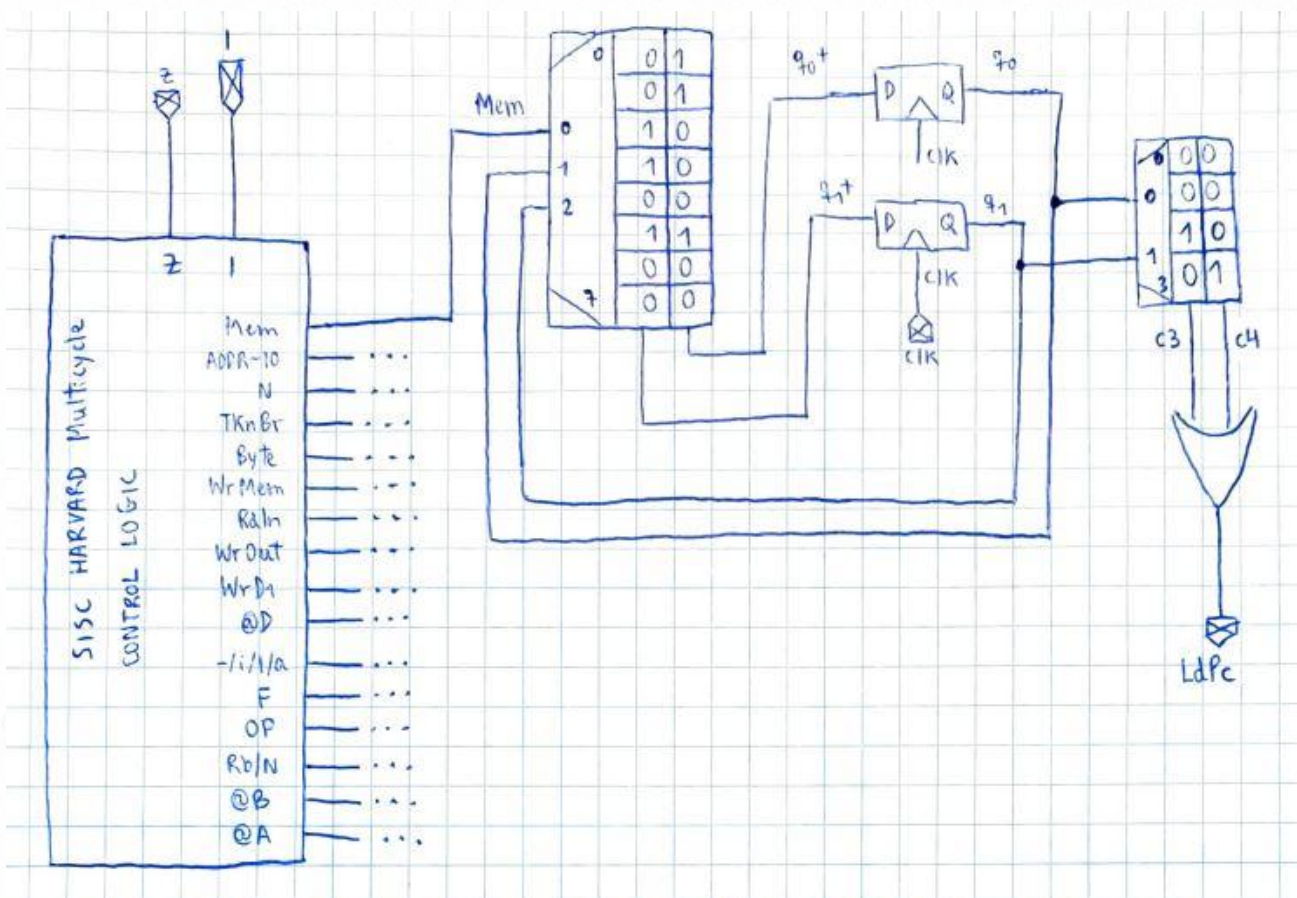 Z
I
Z I
SISC HARVARD Multicycle
CONTROL LOGIC
Mem
ADDR-IO
N
TKnBr
Byte
WrMem
RdIn
WrOut
WrD1
@D
-/i/l/a
F
OP
Rb/N
@B
@A
Mem
0
1
2
0 0 1
0 1
1 0
1 0
0 0
1 1
0 0
7 0 0
q0+
D Q
q0
clk
q1+
D Q
q1
clk
clk
0
1
0 0 0
0 0
1 0
3 0 1
c3 c4
LdPc